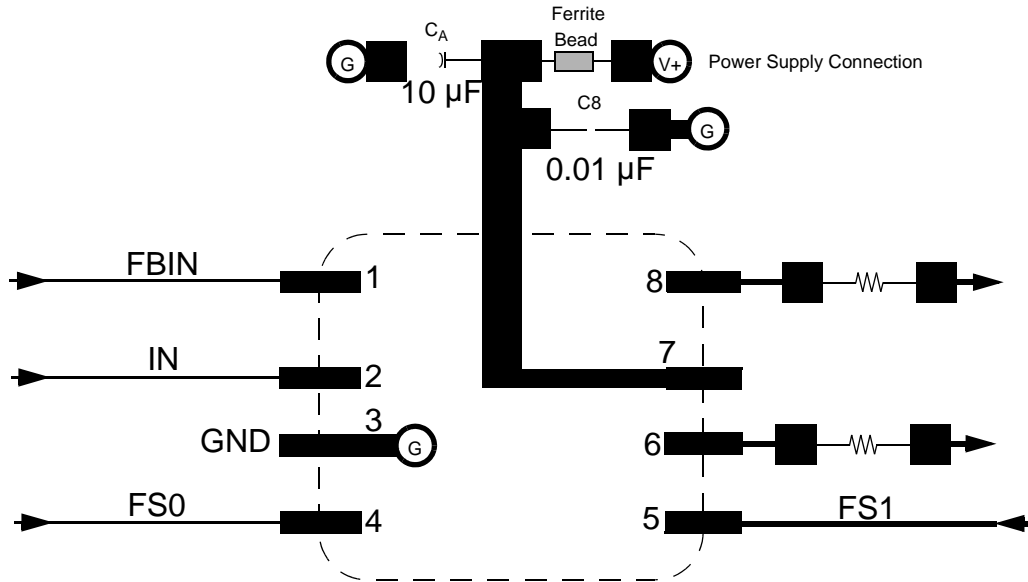 Ferrite
Bead
CA
G
V+
Power Supply Connection
10 µF
C8
G
0.01 µF
FBIN
1
8
IN
2
7
3
GND
G
6
FS0
4
5
FS1